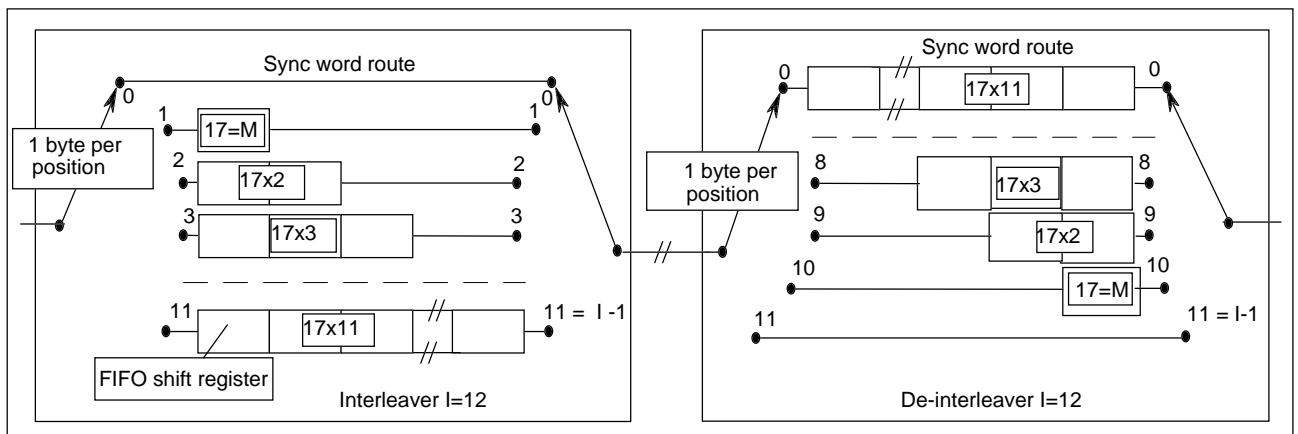 Sync word route
0
0
1
17=M
1
1 byte per
position
2
17x2
2
3
17x3
3
11
17x11
11 = I -1
FIFO shift register
Interleaver I=12
Sync word route
0
17x11
0
1 byte per
position
8
17x3
8
9
17x2
9
10
17=M
10
11
11 = I-1
De-interleaver I=12